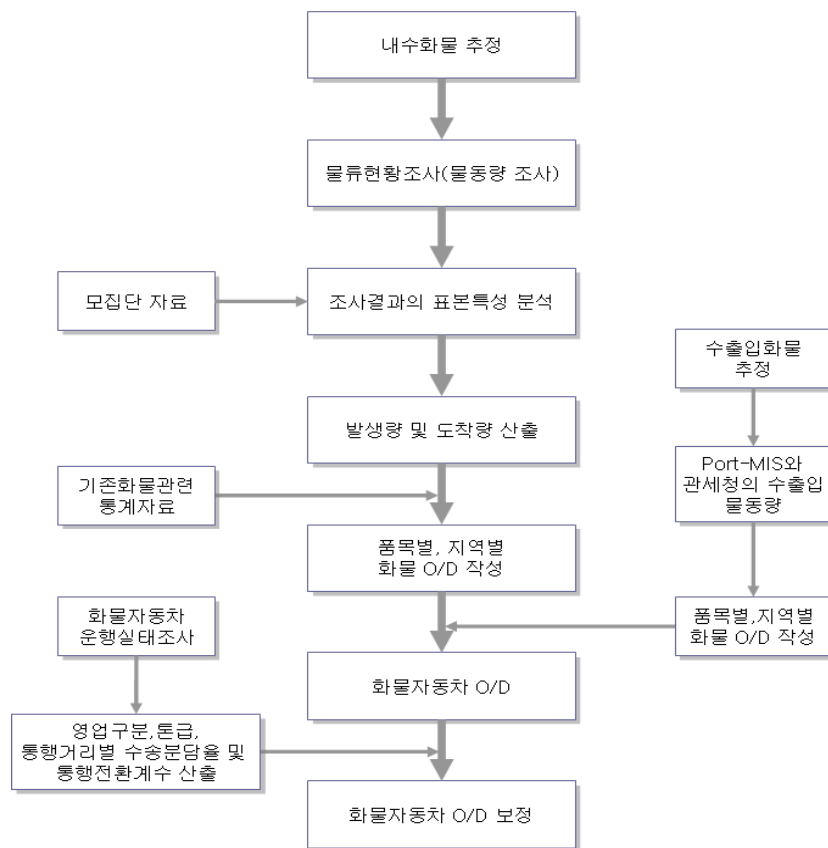 내수화물 추정
물류현황조사(물동량 조사)
모집단 자료
조사결과의 표본특성 분석
수출입화물
추정
발생량 및 도착량 산출
Port-MIS와
관세청의 수출입
물동량
기존화물관련
통계자료
품목별, 지역별
화물 O/D 작성
화물자동차
운행실태조사
품목별,지역별
화물 O/D 작성
화물자동차 O/D
영업구분,톤급,
통행거리별 수송분담율 및
통행전환계수 산출
화물자동차 O/D 보정